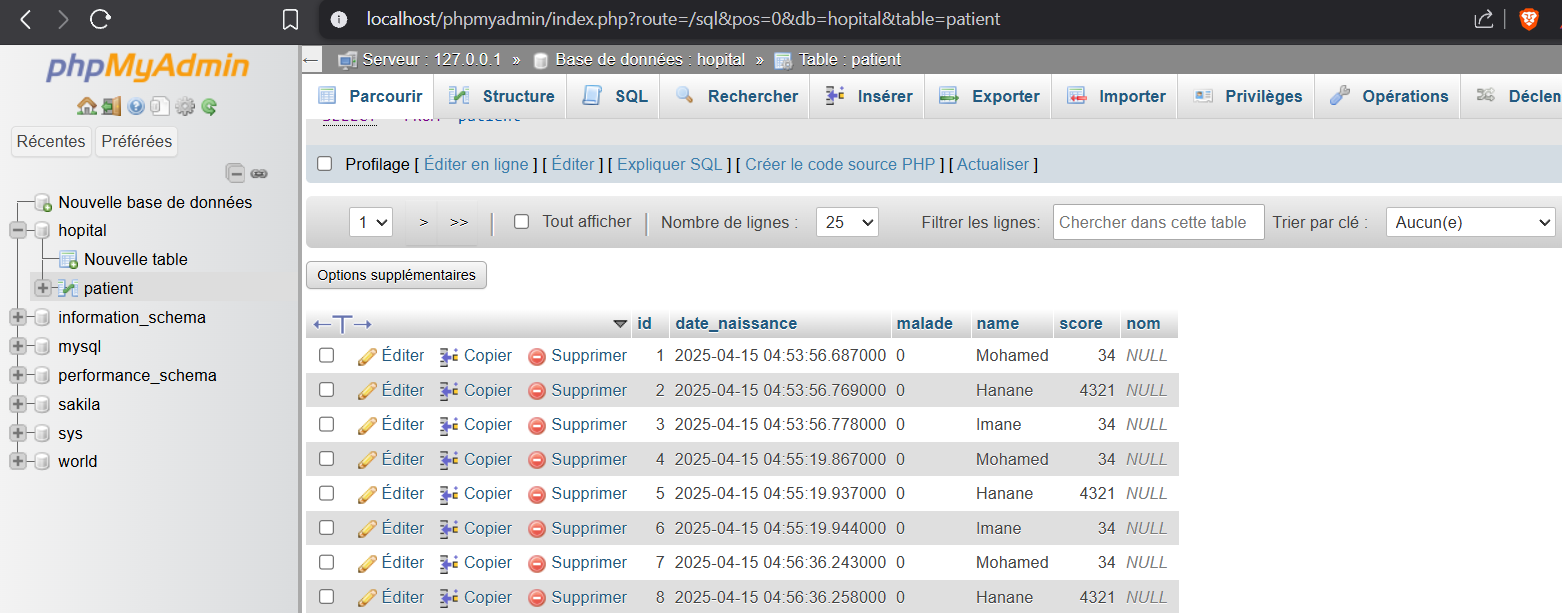 localhost/phpmyadmin/index.php?route=/sql&pos=0&db=hopital&table=patient
phpMyAdmin
Récentes Préférées
Nouvelle base de données
hopital
Nouvelle table
patient
information_schema
mysql
performance_schema
sakila
sys
world
Serveur : 127.0.0.1 » Base de données : hopital » Table : patient
Parcourir Structure SQL Rechercher Insérer Exporter Importer Privilèges Opérations Déclen
patient
Profilage [ Éditer en ligne ] [ Éditer ] [ Expliquer SQL ] [ Créer le code source PHP ] [ Actualiser ]
1 > >> | Tout afficher | Nombre de lignes : 25 Filtrer les lignes: Chercher dans cette table Trier par clé : Aucun(e)
Options supplémentaires
id date_naissance malade name score nom
Éditer Copier Supprimer 1 2025-04-15 04:53:56.687000 0 Mohamed 34 NULL
Éditer Copier Supprimer 2 2025-04-15 04:53:56.769000 0 Hanane 4321 NULL
Éditer Copier Supprimer 3 2025-04-15 04:53:56.778000 0 Imane 34 NULL
Éditer Copier Supprimer 4 2025-04-15 04:55:19.867000 0 Mohamed 34 NULL
Éditer Copier Supprimer 5 2025-04-15 04:55:19.937000 0 Hanane 4321 NULL
Éditer Copier Supprimer 6 2025-04-15 04:55:19.944000 0 Imane 34 NULL
Éditer Copier Supprimer 7 2025-04-15 04:56:36.243000 0 Mohamed 34 NULL
Éditer Copier Supprimer 8 2025-04-15 04:56:36.258000 0 Hanane 4321 NULL